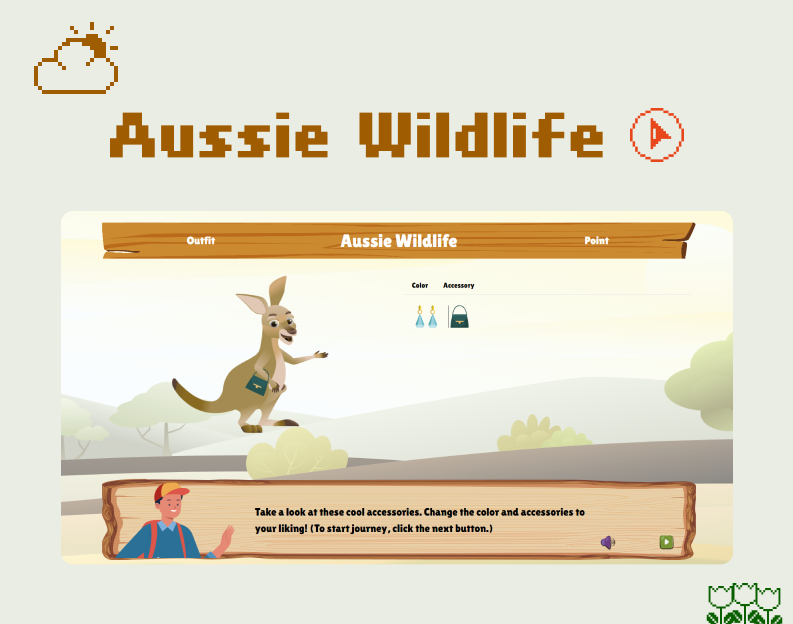 Aussie Wildlife
Outfit
Aussie Wildlife
Point
Color
Accessory
Take a look at these cool accessories. Change the color and accessories to
your liking! (To start journey, click the next button.)